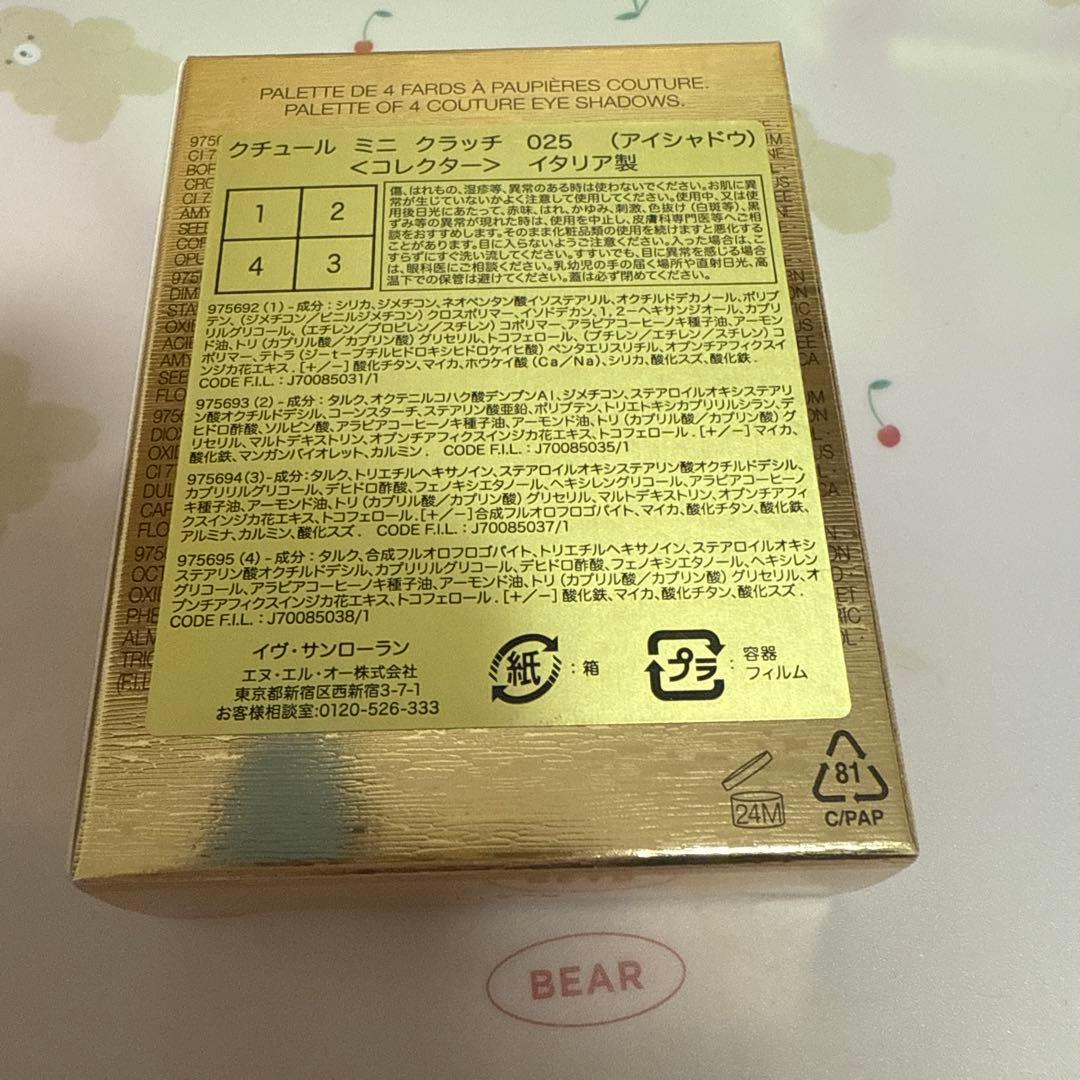 PALETTE DE 4 FARDS À PAUPIÈRES COUTURE.
PALETTE OF 4 COUTURE EYE SHADOWS.
クチュール ミニ クラッチ 025 (アイシャドウ)
<コレクター> イタリア製
1 2
4 3
傷、はれもの、湿疹等、異常のある時は使わないでください。お肌に異
常が生じていないかよく注意して使用してください。使用中、又は使
用後日光にあたって、赤味、はれ、かゆみ、刺激、色抜け(白斑等)、黒
ずみ等の異常が現れた時は、使用を中止し、皮膚科専門医等へご相
談をおすすめします。そのまま化粧品類の使用を続けますと悪化する
ことがあります。目に入らないようご注意ください。入った場合は、こ
すらずにすぐ洗い流してください。すすいでも、目に異常を感じる場合
は、眼科医にご相談ください。乳幼児の手の届く場所や直射日光、高
温下での保管は避けてください。蓋は必ず閉めてください。
975692 (1) - 成分:シリカ、ジメチコン、ネオペンタン酸イソステアリル、オクチルドデカノール、ポリブ
テン、(ジメチコン/ビニルジメチコン) クロスポリマー、イソドデカン、1, 2-ヘキサンジオール、カプリ
リルグリコール、(エチレン/プロピレン/スチレン) コポリマー、アラビアコーヒーノキ種子油、アーモン
ド油、トリ (カプリル酸/カプリン酸) グリセリル、トコフェロール、(ブチレン/エチレン/スチレン) コ
ポリマー、テトラ (ジ-t-ブチルヒドロキシヒドロケイヒ酸) ペンタエリスリチル、オプンチアフィクスイ
ンジカ花エキス . [+/-] 酸化チタン、マイカ、ホウケイ酸 (Ca/Na)、シリカ、酸化スズ、酸化鉄 .
CODE F.I.L. : J70085031/1
975693 (2) - 成分:タルク、オクテニルコハク酸デンプンAl、ジメチコン、ステアロイルオキシステアリ
ン酸オクチルドデシル、コーンスターチ、ステアリン酸亜鉛、ポリブテン、トリエトキシカプリリルシラン、デ
ヒドロ酢酸、ソルビン酸、アラビアコーヒーノキ種子油、アーモンド油、トリ (カプリル酸/カプリン酸) グ
リセリル、マルトデキストリン、オプンチアフィクスインジカ花エキス、トコフェロール . [+/-] マイカ、
酸化鉄、マンガンバイオレット、カルミン . CODE F.I.L. : J70085035/1
975694 (3) - 成分:タルク、トリエチルヘキサノイン、ステアロイルオキシステアリン酸オクチルドデシル、
カプリリルグリコール、デヒドロ酢酸、フェノキシエタノール、ヘキシレングリコール、アラビアコーヒーノ
キ種子油、アーモンド油、トリ (カプリル酸/カプリン酸) グリセリル、マルトデキストリン、オプンチアフィ
クスインジカ花エキス、トコフェロール . [+/-]合成フルオロフロゴパイト、マイカ、酸化チタン、酸化鉄、
アルミナ、カルミン、酸化スズ . CODE F.I.L. : J70085037/1
975695 (4) - 成分:タルク、合成フルオロフロゴパイト、トリエチルヘキサノイン、ステアロイルオキシ
ステアリン酸オクチルドデシル、カプリリルグリコール、デヒドロ酢酸、フェノキシエタノール、ヘキシレン
グリコール、アラビアコーヒーノキ種子油、アーモンド油、トリ (カプリル酸/カプリン酸) グリセリル、オ
プンチアフィクスインジカ花エキス、トコフェロール . [+/-] 酸化鉄、マイカ、酸化チタン、酸化スズ .
CODE F.I.L. : J70085038/1
イヴ・サンローラン
エヌ・エル・オー株式会社
東京都新宿区西新宿3-7-1
お客様相談室:0120-526-333
紙 : 箱
プラ : 容器
フィルム
24M
81
C/PAP
BEAR